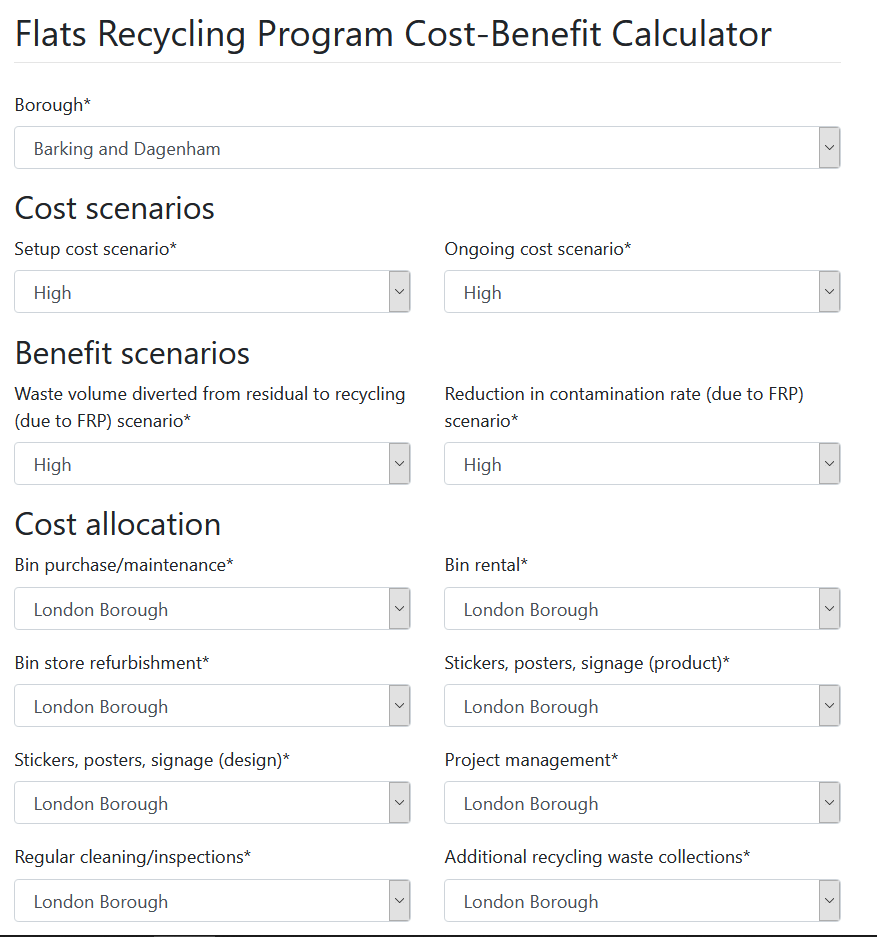 Flats Recycling Program Cost-Benefit Calculator
Borough*
Barking and Dagenham
Cost scenarios
Setup cost scenario*
Ongoing cost scenario*
High
High
Benefit scenarios
Waste volume diverted from residual to recycling
(due to FRP) scenario*
Reduction in contamination rate (due to FRP)
scenario*
High
High
Cost allocation
Bin purchase/maintenance*
Bin rental*
London Borough
London Borough
Bin store refurbishment*
Stickers, posters, signage (product)*
London Borough
London Borough
Stickers, posters, signage (design)*
Project management*
London Borough
London Borough
Regular cleaning/inspections*
Additional recycling waste collections*
London Borough
London Borough